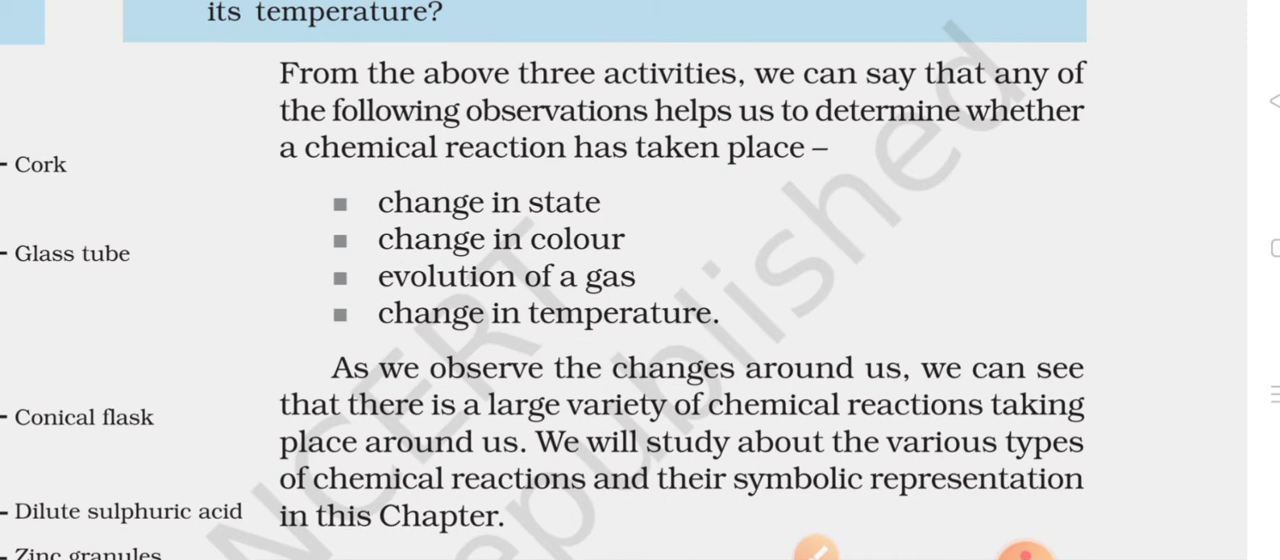 its temperature?
From the above three activities, we can say that any of
the following observations helps us to determine whether
a chemical reaction has taken place –
Cork
change in state
change in colour
Glass tube
evolution of a gas
change in temperature.
As we observe the changes around us, we can see
that there is a large variety of chemical reactions taking
Conical flask
place around us. We will study about the various types
of chemical reactions and their symbolic representation
Dilute sulphuric acid
in this Chapter.
Zinc granules
NCERT
republished